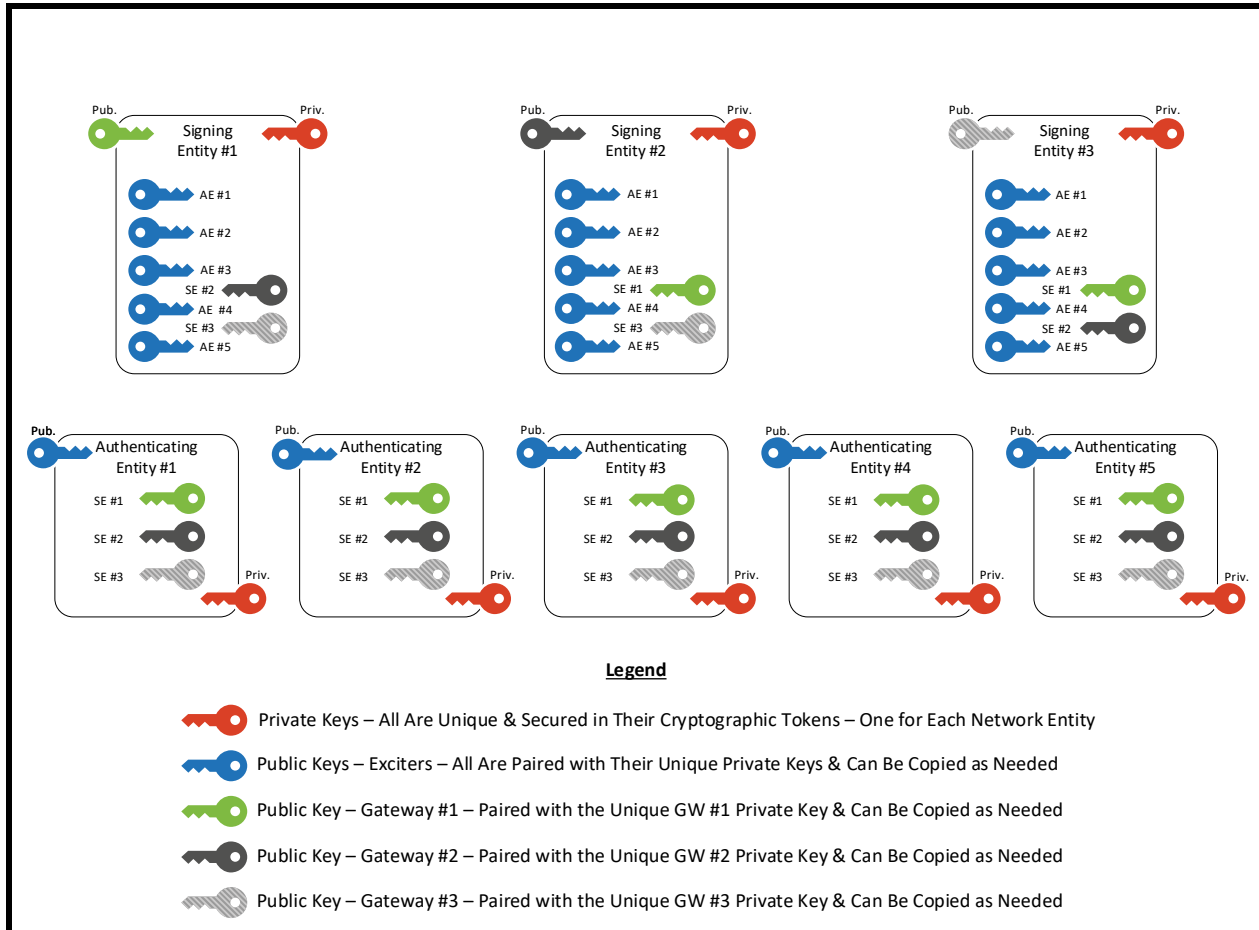 Pub.
Priv.
Signing
Entity #1
AE #1
AE #2
AE #3
SE #2
AE #4
SE #3
AE #5
Pub.
Priv.
Signing
Entity #2
AE #1
AE #2
AE #3
SE #1
AE #4
SE #3
AE #5
Pub.
Priv.
Signing
Entity #3
AE #1
AE #2
AE #3
SE #1
AE #4
SE #2
AE #5
Pub.
Authenticating
Entity #1
SE #1
SE #2
SE #3
Priv.
Pub.
Authenticating
Entity #2
SE #1
SE #2
SE #3
Priv.
Pub.
Authenticating
Entity #3
SE #1
SE #2
SE #3
Priv.
Pub.
Authenticating
Entity #4
SE #1
SE #2
SE #3
Priv.
Pub.
Authenticating
Entity #5
SE #1
SE #2
SE #3
Priv.
Legend
Private Keys – All Are Unique & Secured in Their Cryptographic Tokens – One for Each Network Entity
Public Keys – Exciters – All Are Paired with Their Unique Private Keys & Can Be Copied as Needed
Public Key – Gateway #1 – Paired with the Unique GW #1 Private Key & Can Be Copied as Needed
Public Key – Gateway #2 – Paired with the Unique GW #2 Private Key & Can Be Copied as Needed
Public Key – Gateway #3 – Paired with the Unique GW #3 Private Key & Can Be Copied as Needed